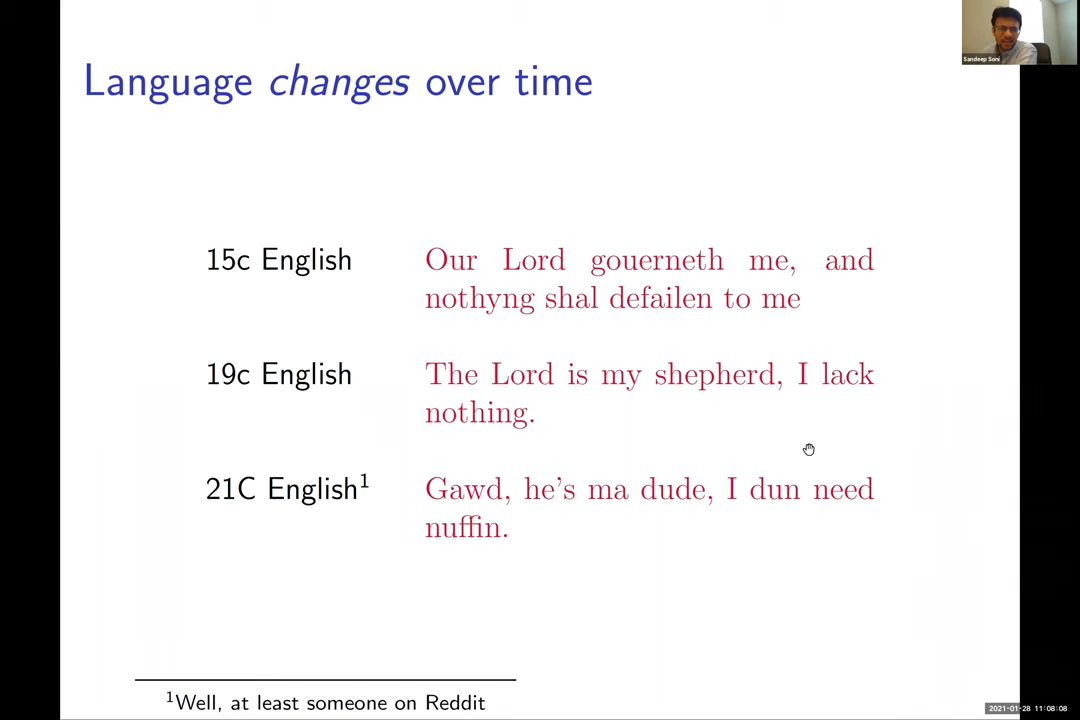 Sandeep Soni
Language changes over time
15c English
Our Lord gouerneth me, and
nothyng shal defailen to me
19c English
The Lord is my shepherd, I lack
nothing.
21C English1
Gawd, he's ma dude, I dun need
nuffin.
1Well, at least someone on Reddit
2021-01-28 11:08:08